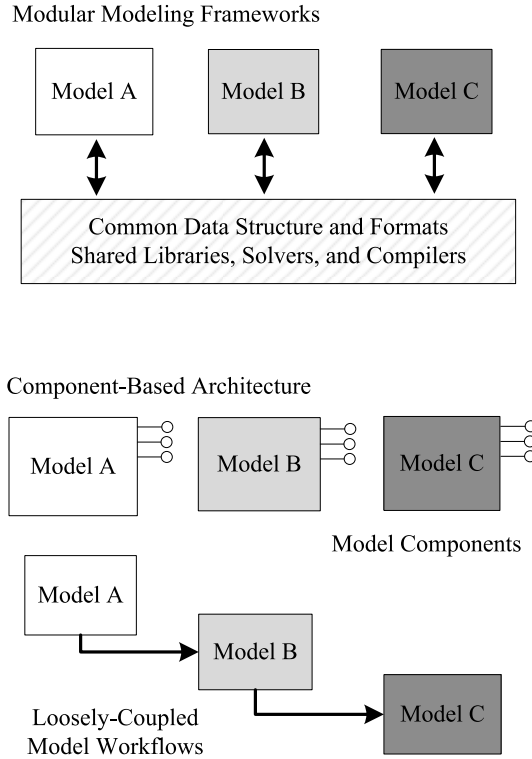 Modular Modeling Frameworks
Model A
Model B
Model C
Common Data Structure and Formats
Shared Libraries, Solvers, and Compilers
Component-Based Architecture
Model A
Model B
Model C
Model Components
Model A
Model B
Model C
Loosely-Coupled
Model Workflows